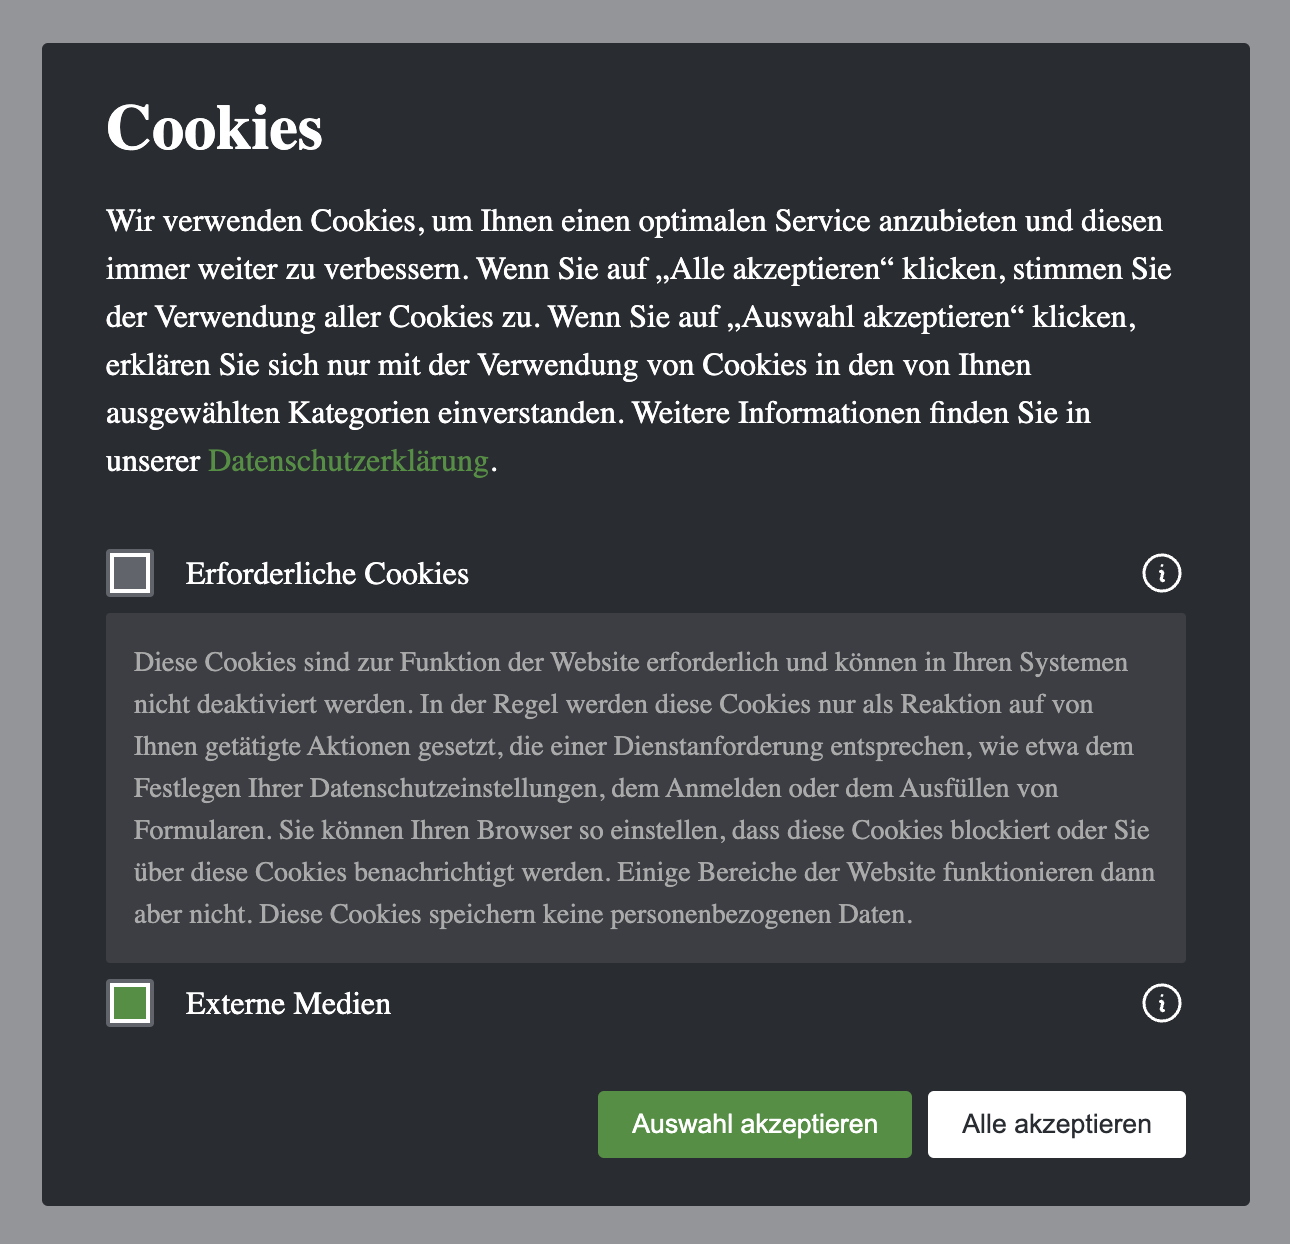 Cookies
Wir verwenden Cookies, um Ihnen einen optimalen Service anzubieten und diesen
immer weiter zu verbessern. Wenn Sie auf „Alle akzeptieren“ klicken, stimmen Sie
der Verwendung aller Cookies zu. Wenn Sie auf „Auswahl akzeptieren“ klicken,
erklären Sie sich nur mit der Verwendung von Cookies in den von Ihnen
ausgewählten Kategorien einverstanden. Weitere Informationen finden Sie in
unserer Datenschutzerklärung.
Erforderliche Cookies
Diese Cookies sind zur Funktion der Website erforderlich und können in Ihren Systemen
nicht deaktiviert werden. In der Regel werden diese Cookies nur als Reaktion auf von
Ihnen getätigte Aktionen gesetzt, die einer Dienstanforderung entsprechen, wie etwa dem
Festlegen Ihrer Datenschutzeinstellungen, dem Anmelden oder dem Ausfüllen von
Formularen. Sie können Ihren Browser so einstellen, dass diese Cookies blockiert oder Sie
über diese Cookies benachrichtigt werden. Einige Bereiche der Website funktionieren dann
aber nicht. Diese Cookies speichern keine personenbezogenen Daten.
Externe Medien
Auswahl akzeptieren
Alle akzeptieren